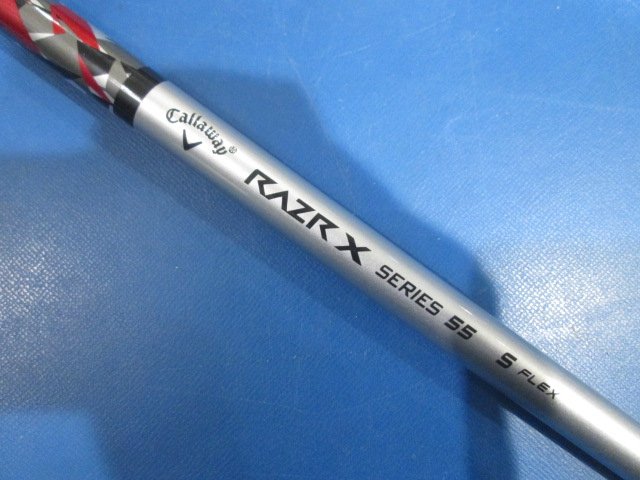 Callaway®
RAZR X SERIES 55 S FLEX